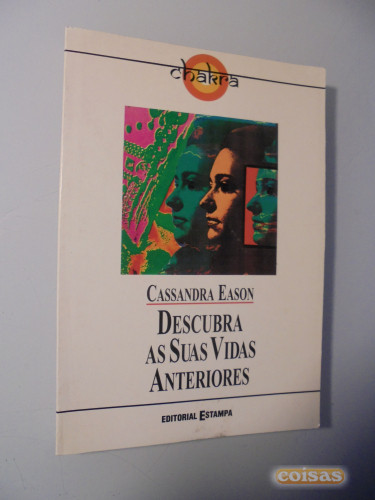 chakra
CASSANDRA EASON
DESCUBRA
AS SUAS VIDAS
ANTERIORES
EDITORIAL ESTAMPA
coisas